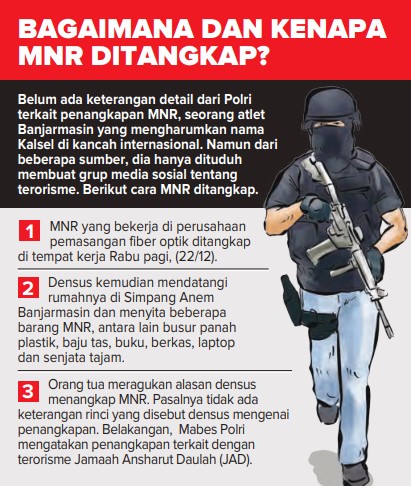 BAGAIMANA DAN KENAPA
MNR DITANGKAP?
Belum ada keterangan detail dari Polri
terkait penangkapan MNR, seorang atlet
Banjarmasin yang mengharumkan nama
Kalsel di kancah internasional. Namun dari
beberapa sumber, dia hanya dituduh
membuat grup media sosial tentang
terorisme. Berikut cara MNR ditangkap.
1 MNR yang bekerja di perusahaan
pemasangan fiber optik ditangkap
di tempat kerja Rabu pagi, (22/12).
2 Densus kemudian mendatangi
rumahnya di Simpang Anem
Banjarmasin dan menyita beberapa
barang MNR, antara lain busur panah
plastik, baju tas, buku, berkas, laptop
dan senjata tajam.
3 Orang tua meragukan alasan densus
menangkap MNR. Pasalnya tidak ada
keterangan rinci yang disebut densus mengenai
penangkapan. Belakangan, Mabes Polri
mengatakan penangkapan terkait dengan
terorisme Jamaah Ansharut Daulah (JAD).